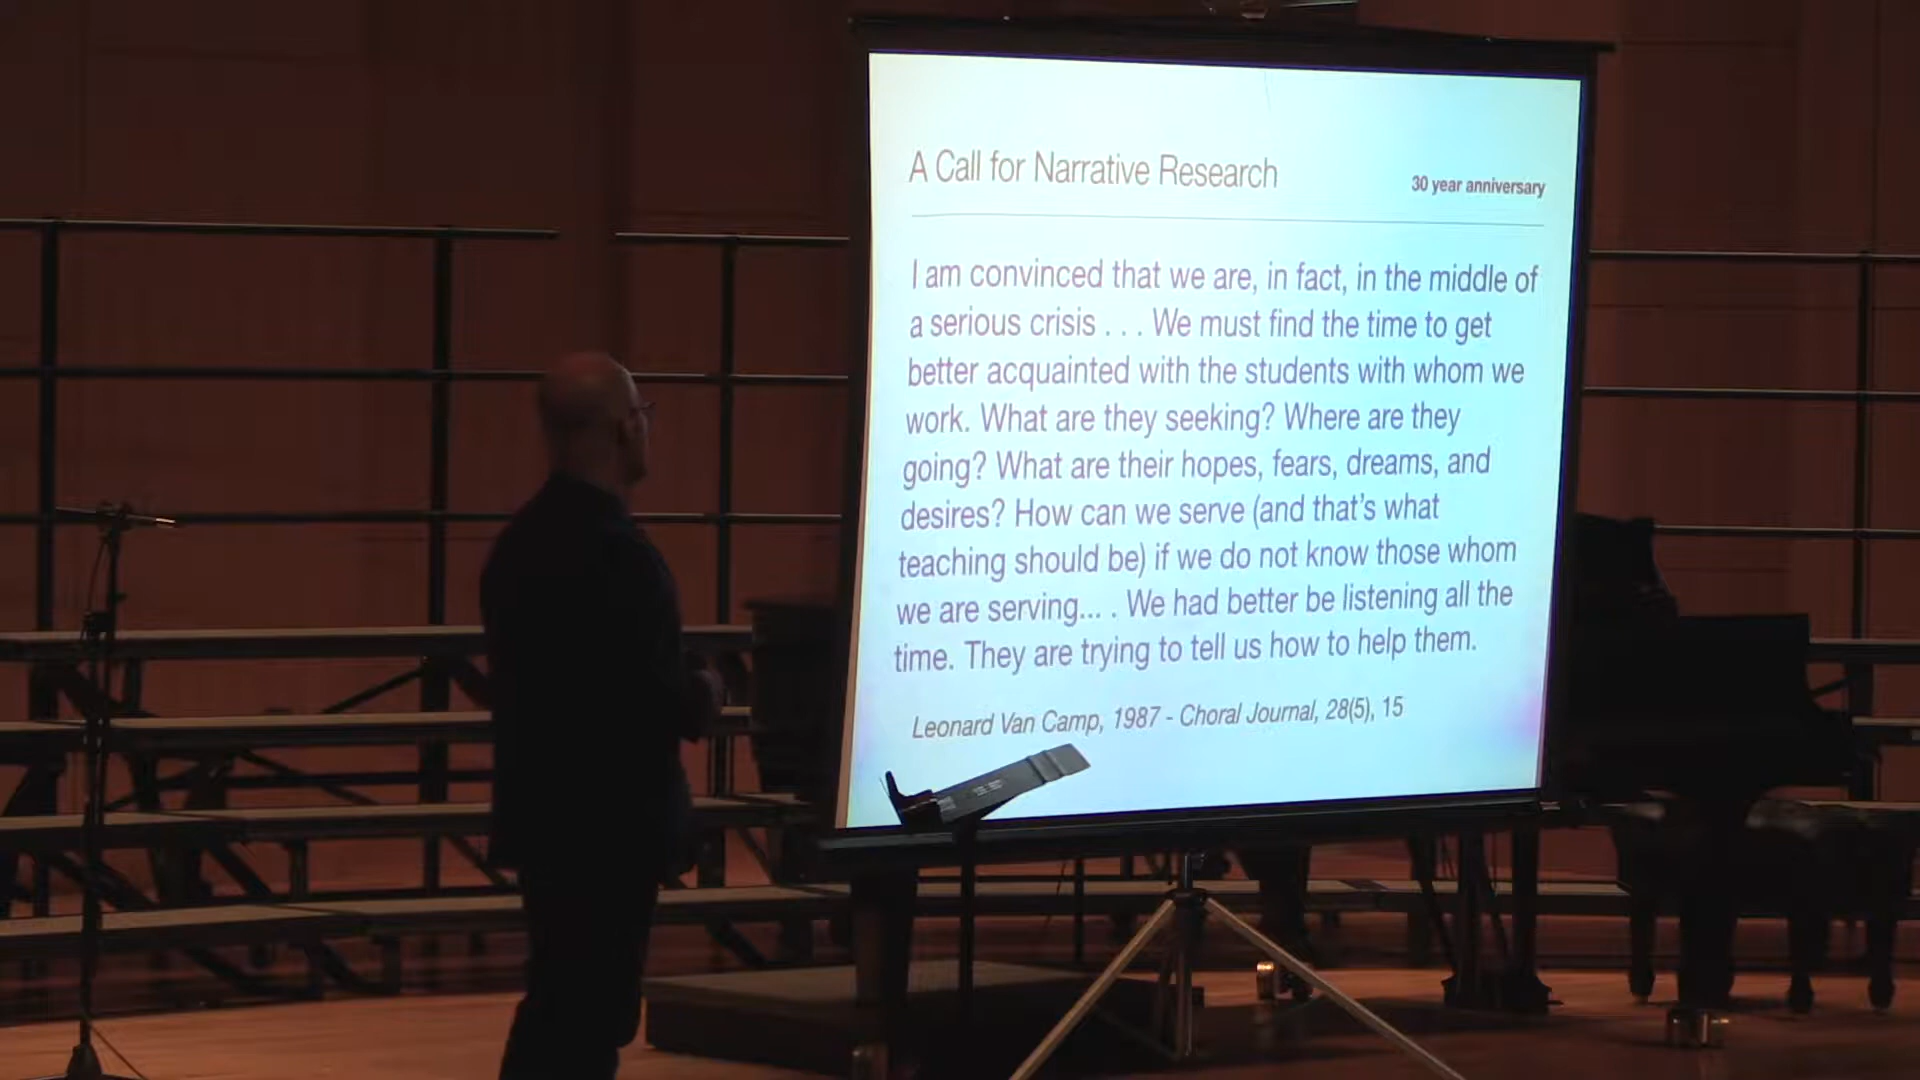 A Call for Narrative Research
30 year anniversary
I am convinced that we are, in fact, in the middle of
a serious crisis . . . We must find the time to get
better acquainted with the students with whom we
work. What are they seeking? Where are they
going? What are their hopes, fears, dreams, and
desires? How can we serve (and that's what
teaching should be) if we do not know those whom
we are serving... . We had better be listening all the
time. They are trying to tell us how to help them.
Leonard Van Camp, 1987 - Choral Journal, 28(5), 15